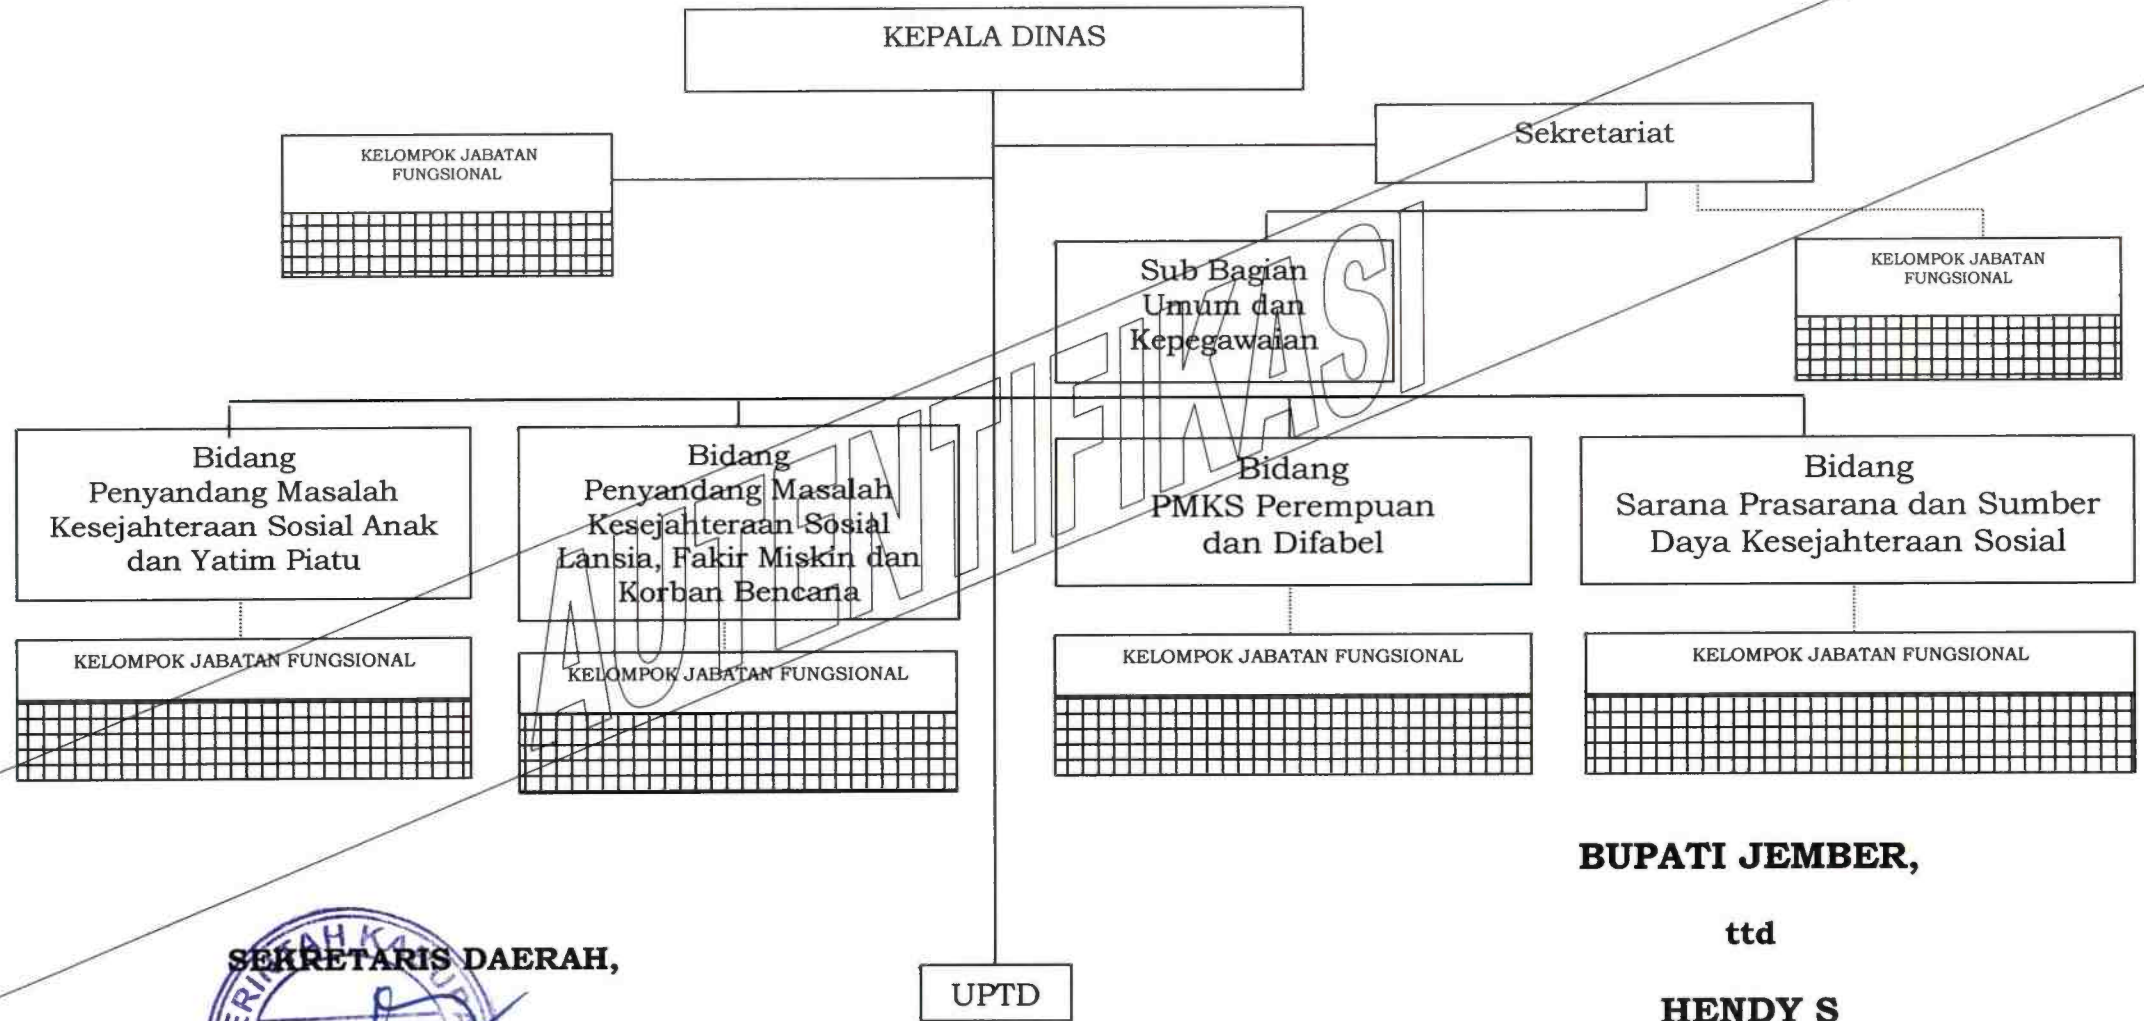 KEPALA DINAS
Sekretariat
KELOMPOK JABATAN
FUNGSIONAL
Sub Bagian
Umum dan
Kepegawaian
KELOMPOK JABATAN
FUNGSIONAL
Bidang
Penyandang Masalah
Kesejahteraan Sosial Anak
dan Yatim Piatu
Bidang
Penyandang Masalah
Kesejahteraan Sosial
Lansia, Fakir Miskin dan
Korban Bencana
Bidang
PMKS Perempuan
dan Difabel
Bidang
Sarana Prasarana dan Sumber
Daya Kesejahteraan Sosial
KELOMPOK JABATAN FUNGSIONAL
KELOMPOK JABATAN FUNGSIONAL
KELOMPOK JABATAN FUNGSIONAL
KELOMPOK JABATAN FUNGSIONAL
AUTENTIFIKASI
BUPATI JEMBER,
ttd
HENDY S
SEKRETARIS DAERAH,
UPTD